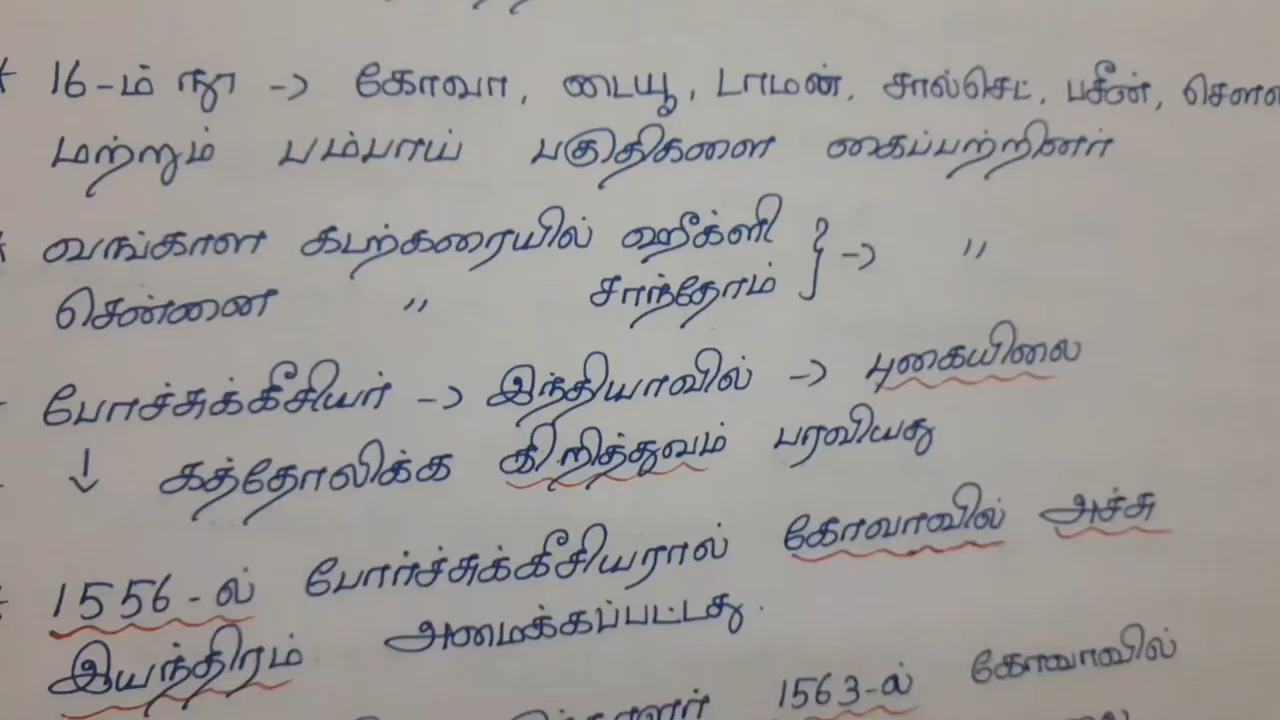 * 16-ம் நூ -> கோவா, டையூ, டாமன், சால்செட், பசீன்,
மற்றும் பம்பாய் பகுதிகளை கைப்பற்றினர்
* வங்காள கடற்கரையில் ஹீக்ளி } -> "
சென்னை " சாந்தோம்
போச்சுக்கீசியர் -> இந்தியாவில் -> புகையிலை
↓ கத்தோலிக்க கிறித்துவம் பரவியது
* 1556-ல் போர்ச்சுக்கீசியரால் கோவாவில் அச்சு
இயந்திரம் அமைக்கப்பட்டது.
1563-ல் கோவாவில்